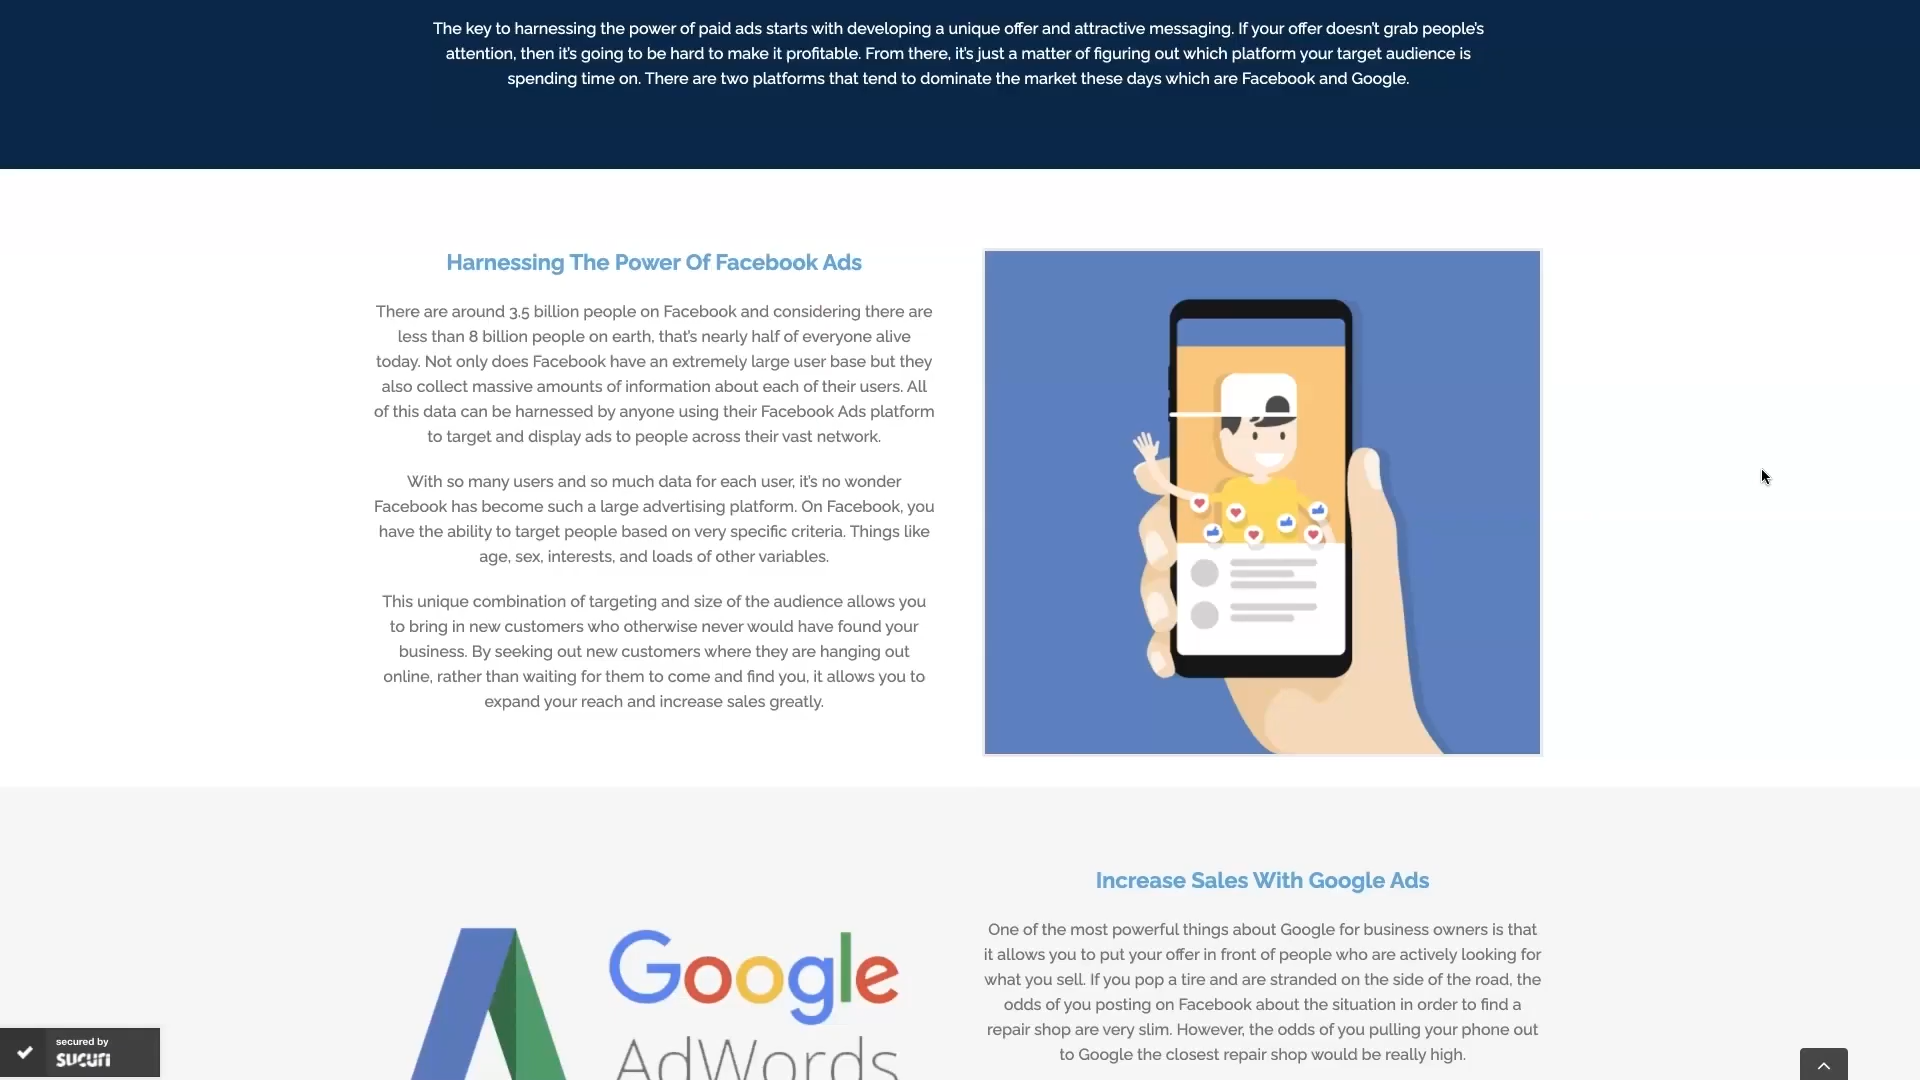 The key to harnessing the power of paid ads starts with developing a unique offer and attractive messaging. If your offer doesn't grab people's
attention, then it's going to be hard to make it profitable. From there, it's just a matter of figuring out which platform your target audience is
spending time on. There are two platforms that tend to dominate the market these days which are Facebook and Google.
Harnessing The Power Of Facebook Ads
There are around 3.5 billion people on Facebook and considering there are
less than 8 billion people on earth, that's nearly half of everyone alive
today. Not only does Facebook have an extremely large user base but they
also collect massive amounts of information about each of their users. All
of this data can be harnessed by anyone using their Facebook Ads platform
to target and display ads to people across their vast network.
With so many users and so much data for each user, it's no wonder
Facebook has become such a large advertising platform. On Facebook, you
have the ability to target people based on very specific criteria. Things like
age, sex, interests, and loads of other variables.
This unique combination of targeting and size of the audience allows you
to bring in new customers who otherwise never would have found your
business. By seeking out new customers where they are hanging out
online, rather than waiting for them to come and find you, it allows you to
expand your reach and increase sales greatly.
Google
AdWords
Increase Sales With Google Ads
One of the most powerful things about Google for business owners is that
it allows you to put your offer in front of people who are actively looking for
what you sell. If you pop a tire and are stranded on the side of the road, the
odds of you posting on Facebook about the situation in order to find a
repair shop are very slim. However, the odds of you pulling your phone out
to Google the closest repair shop would be really high.
secured by
sucuri